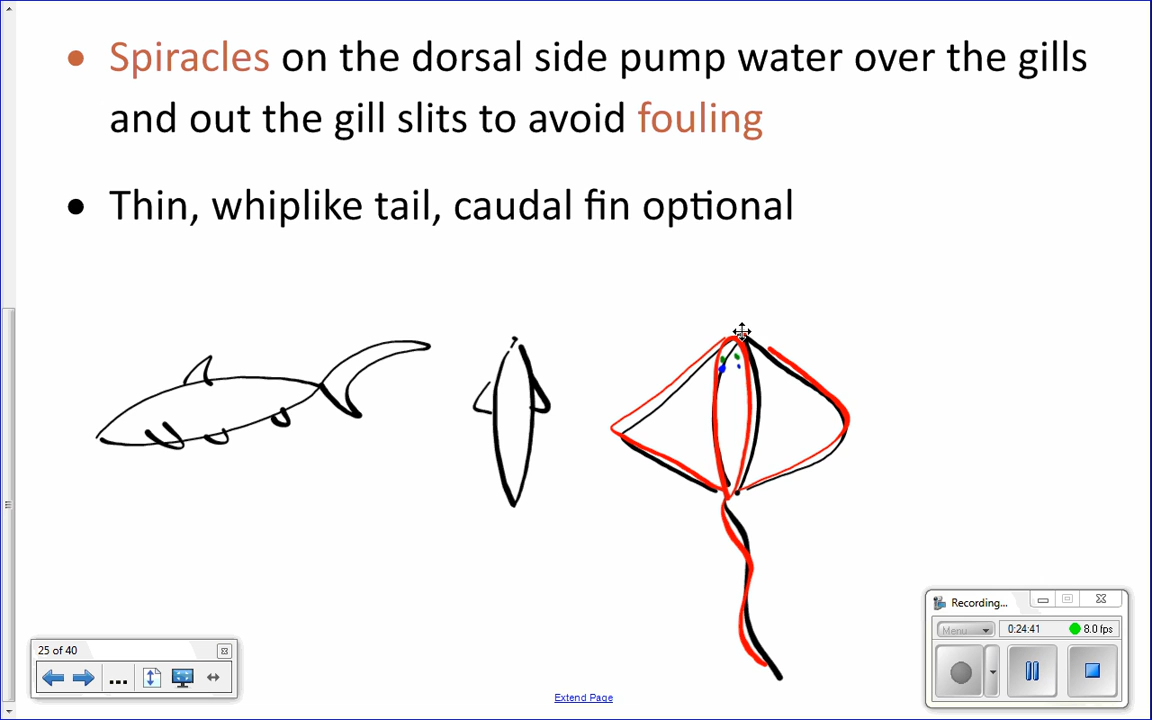 • Spiracles on the dorsal side pump water over the gills
and out the gill slits to avoid fouling
• Thin, whiplike tail, caudal fin optional
Recording...
Menu
0:24:41
8.0 fps
25 of 40
...
Extend Page